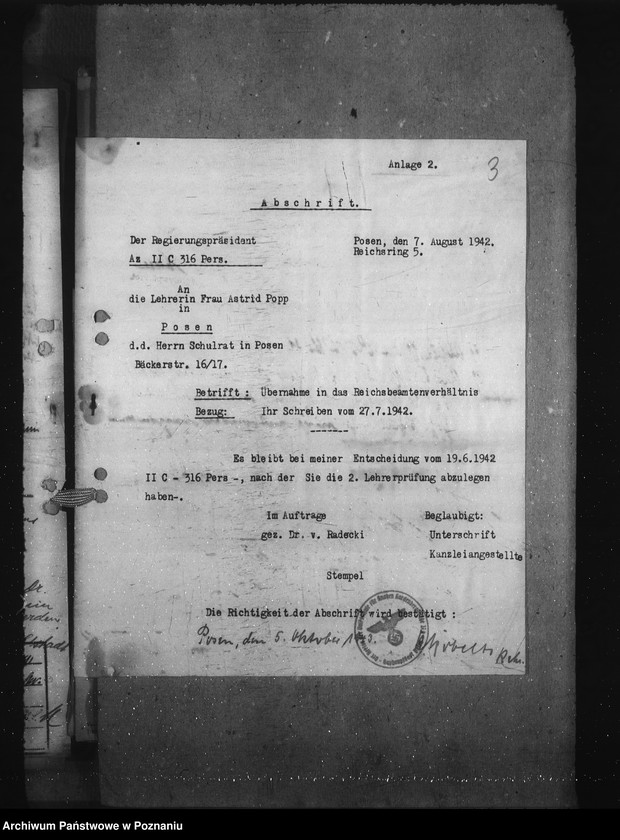 Anlage 2.
3
Abschrift.
Der Regierungspräsident
Posen, den 7. August 1942.
Az II C 316 Pers.
Reichsring 5.
An
die Lehrerin Frau Astrid Popp
in
Posen
d.d. Herrn Schulrat in Posen
Bäckerstr. 16/17.
Betrifft: Übernahme in das Reichsbeamtenverhältnis
Bezug: Ihr Schreiben vom 27.7.1942.
Es bleibt bei meiner Entscheidung vom 19.6.1942
II C - 316 Pers -, nach der Sie die 2. Lehrerprüfung abzulegen
haben-.
Im Auftrage
Beglaubigt:
gez. Dr. v. Radecki
Unterschrift
Kanzleiangestellte
Stempel
Die Richtigkeit der Abschrift wird bestätigt :
Posen, den 5. Oktober
Archiwum Państwowe w Poznaniu